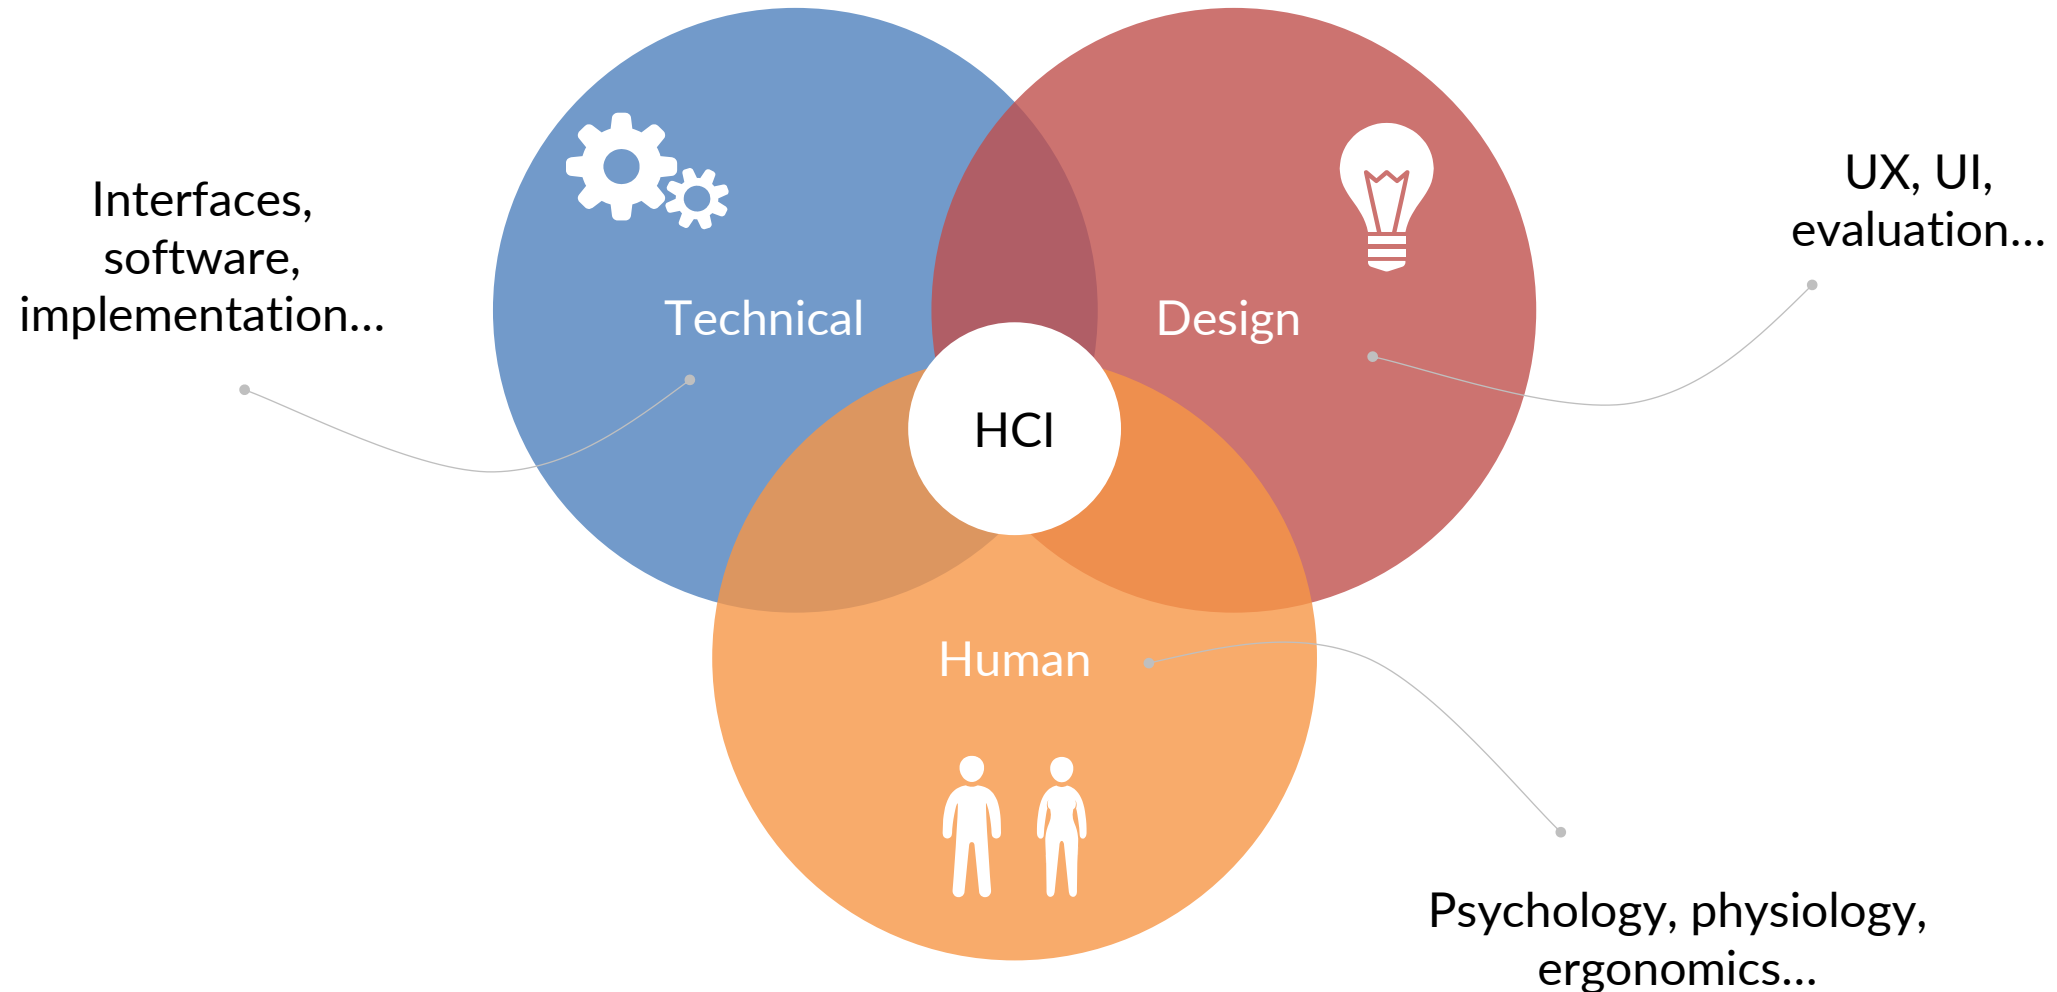 Interfaces,
software,
implementation...
Technical
Design
UX, UI,
evaluation...
HCI
Human
Psychology, physiology,
ergonomics...